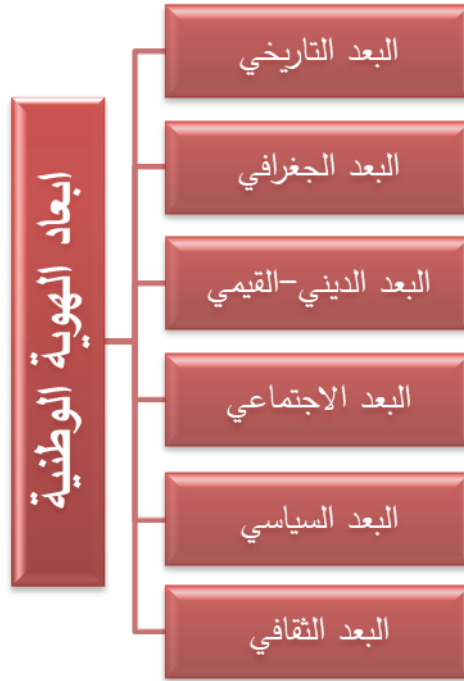 ابعاد الهوية الوطنية
البعد التاريخي
البعد الجغرافي
البعد الديني-القيمي
البعد الاجتماعي
البعد السياسي
البعد الثقافي